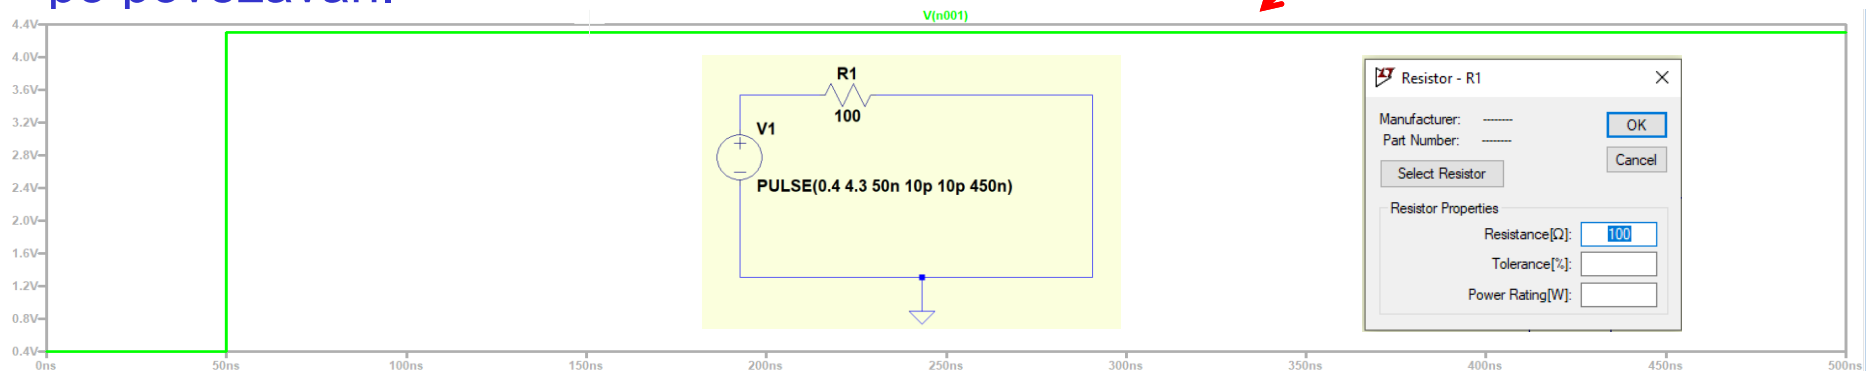 po povezavah:
V(n001)
4.4V
4.0V
3.6V
3.2V
2.8V
2.4V
2.0V
1.6V
1.2V
0.8V
0.4V
0ns 50ns 100ns 150ns 200ns 250ns 300ns 350ns 400ns 450ns 500ns
R1
100
V1
PULSE(0.4 4.3 50n 10p 10p 450n)
Resistor - R1
Manufacturer: --------
OK
Part Number: --------
Cancel
Select Resistor
Resistor Properties
Resistance[Ω]: 100
Tolerance[%]:
Power Rating[W]: